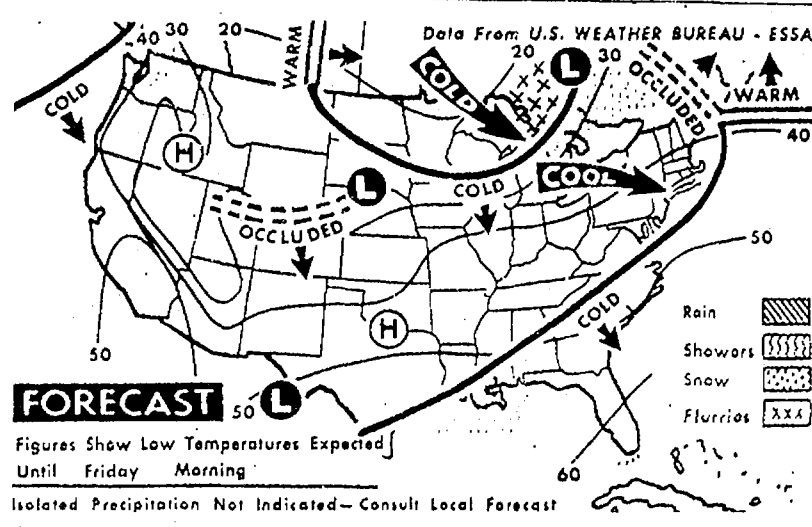 Data From U.S. WEATHER BUREAU - ESSA
40
30
20
WARM
COLD
20
L
30
OCCLUDED
WARM
40
COLD
H
L
OCCLUDED
COLD
COOL
50
COLD
H
50
50
L
60
Rain
Showers
Snow
Flurries
FORECAST
Figures Show Low Temperatures Expected
Until Friday Morning
Isolated Precipitation Not Indicated — Consult Local Forecast